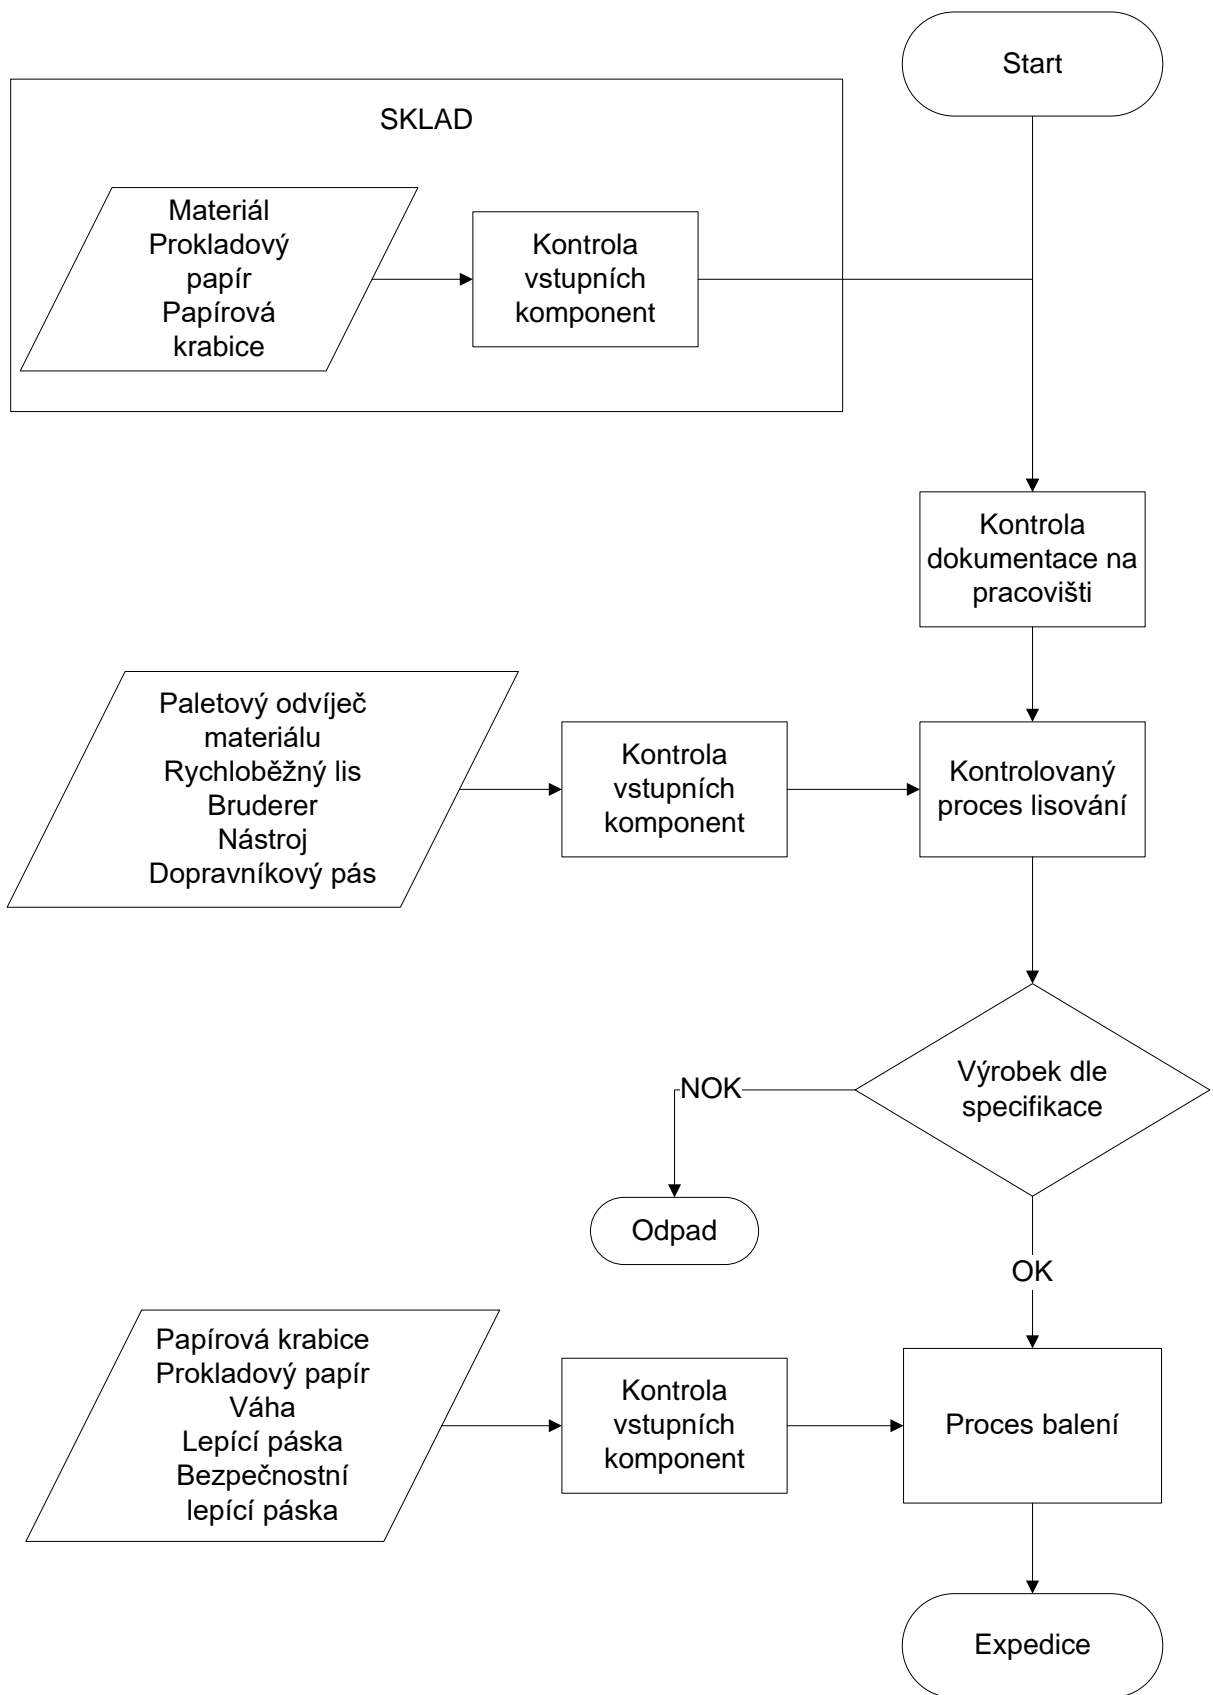 Start
SKLAD
Materiál
Prokladový
papír
Papírová
krabice
Kontrola
vstupních
komponent
Kontrola
dokumentace na
pracovišti
Paletový odvíječ
materiálu
Rychloběžný lis
Bruderer
Nástroj
Dopravníkový pás
Kontrola
vstupních
komponent
Kontrolovaný
proces lisování
Výrobek dle
specifikace
NOK
Odpad
OK
Papírová krabice
Prokladový papír
Váha
Lepící páska
Bezpečnostní
lepící páska
Kontrola
vstupních
komponent
Proces balení
Expedice